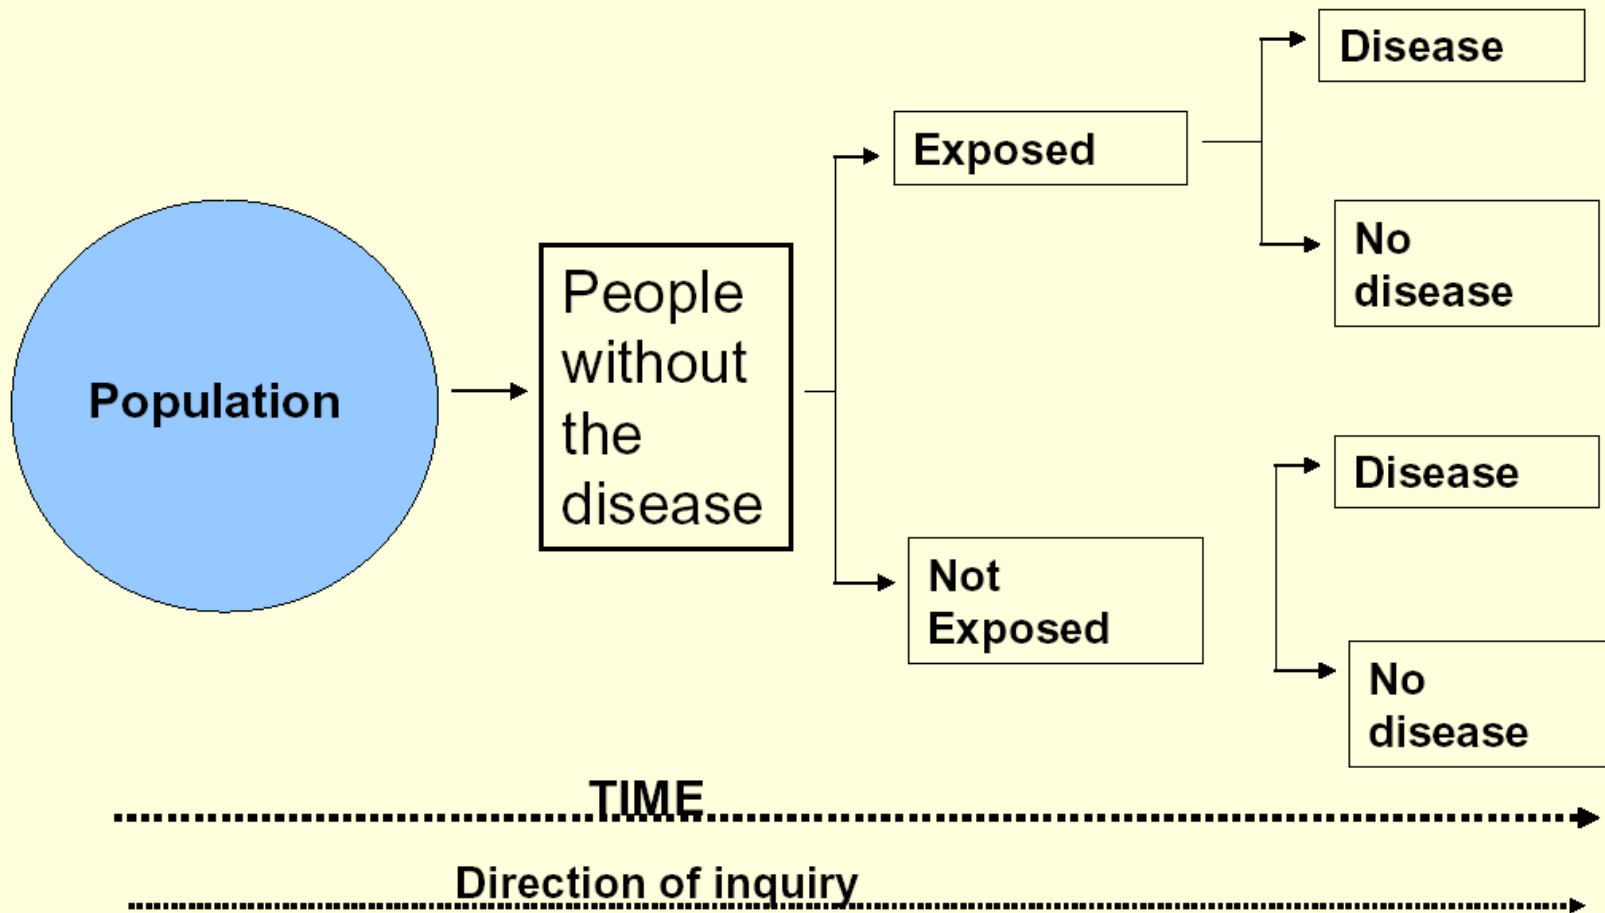 Population
People
without
the
disease
Exposed
Not
Exposed
Disease
No
disease
Disease
No
disease
TIME
Direction of inquiry